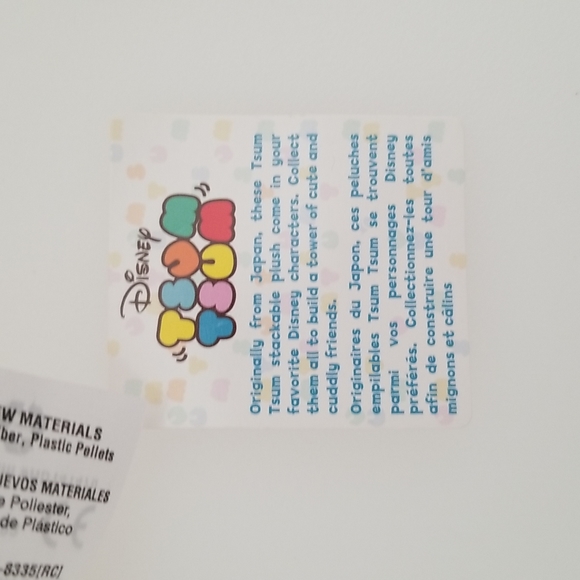 Disney
TSUM
TSUM
Originally from Japan, these Tsum
Tsum stackable plush come in your
favorite Disney characters. Collect
them all to build a tower of cute and
cuddly friends.
Originaires du Japon, ces peluches
empilables Tsum Tsum se trouvent
parmi vos personnages Disney
préférés. Collectionnez-les toutes
afin de construire une tour d'amis
mignons et câlins
MATERIALS
Plastic Pellets
MATERIALES
Poliester,
de Plástico
-8335(RC)